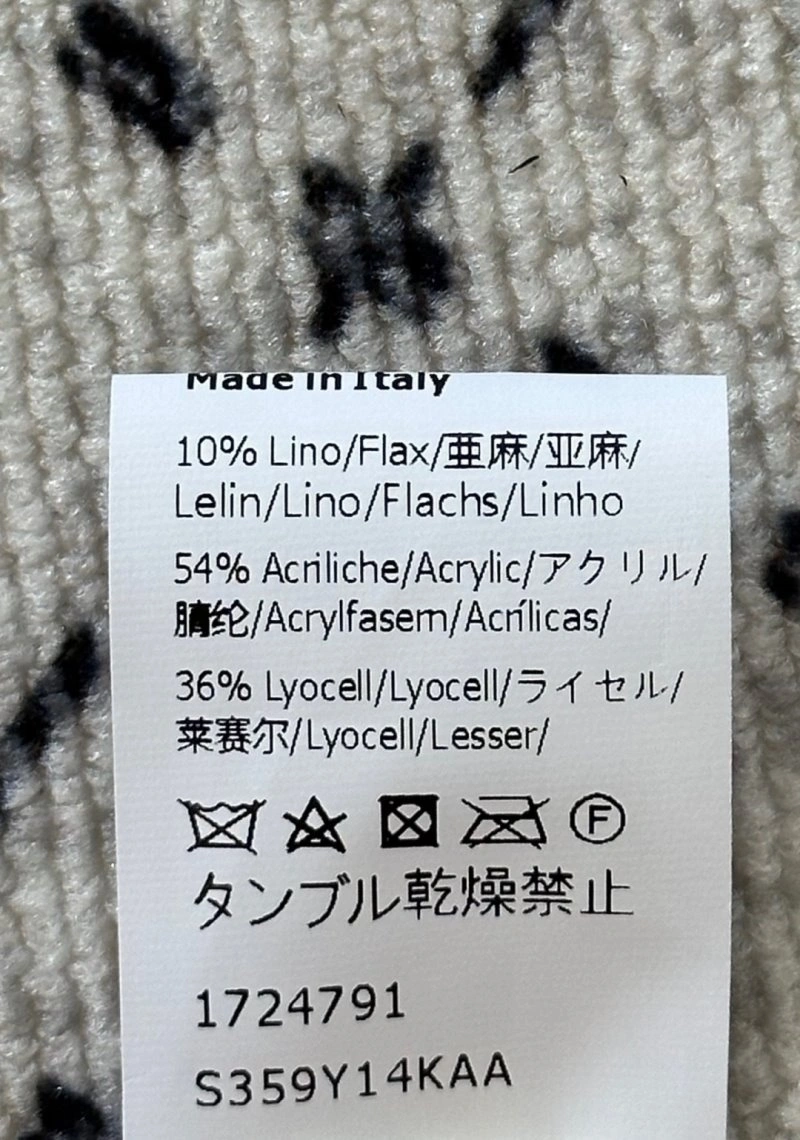 Made in Italy
10% Lino/Flax/亜麻/亚麻/
Lelin/Lino/Flachs/Linho
54% Acriliche/Acrylic/アクリル/
腈纶/Acrylfasern/Acrílicas/
36% Lyocell/Lyocell/ライセル/
莱赛尔/Lyocell/Lesser/
F
タンブル乾燥禁止
1724791
S359Y14KAA